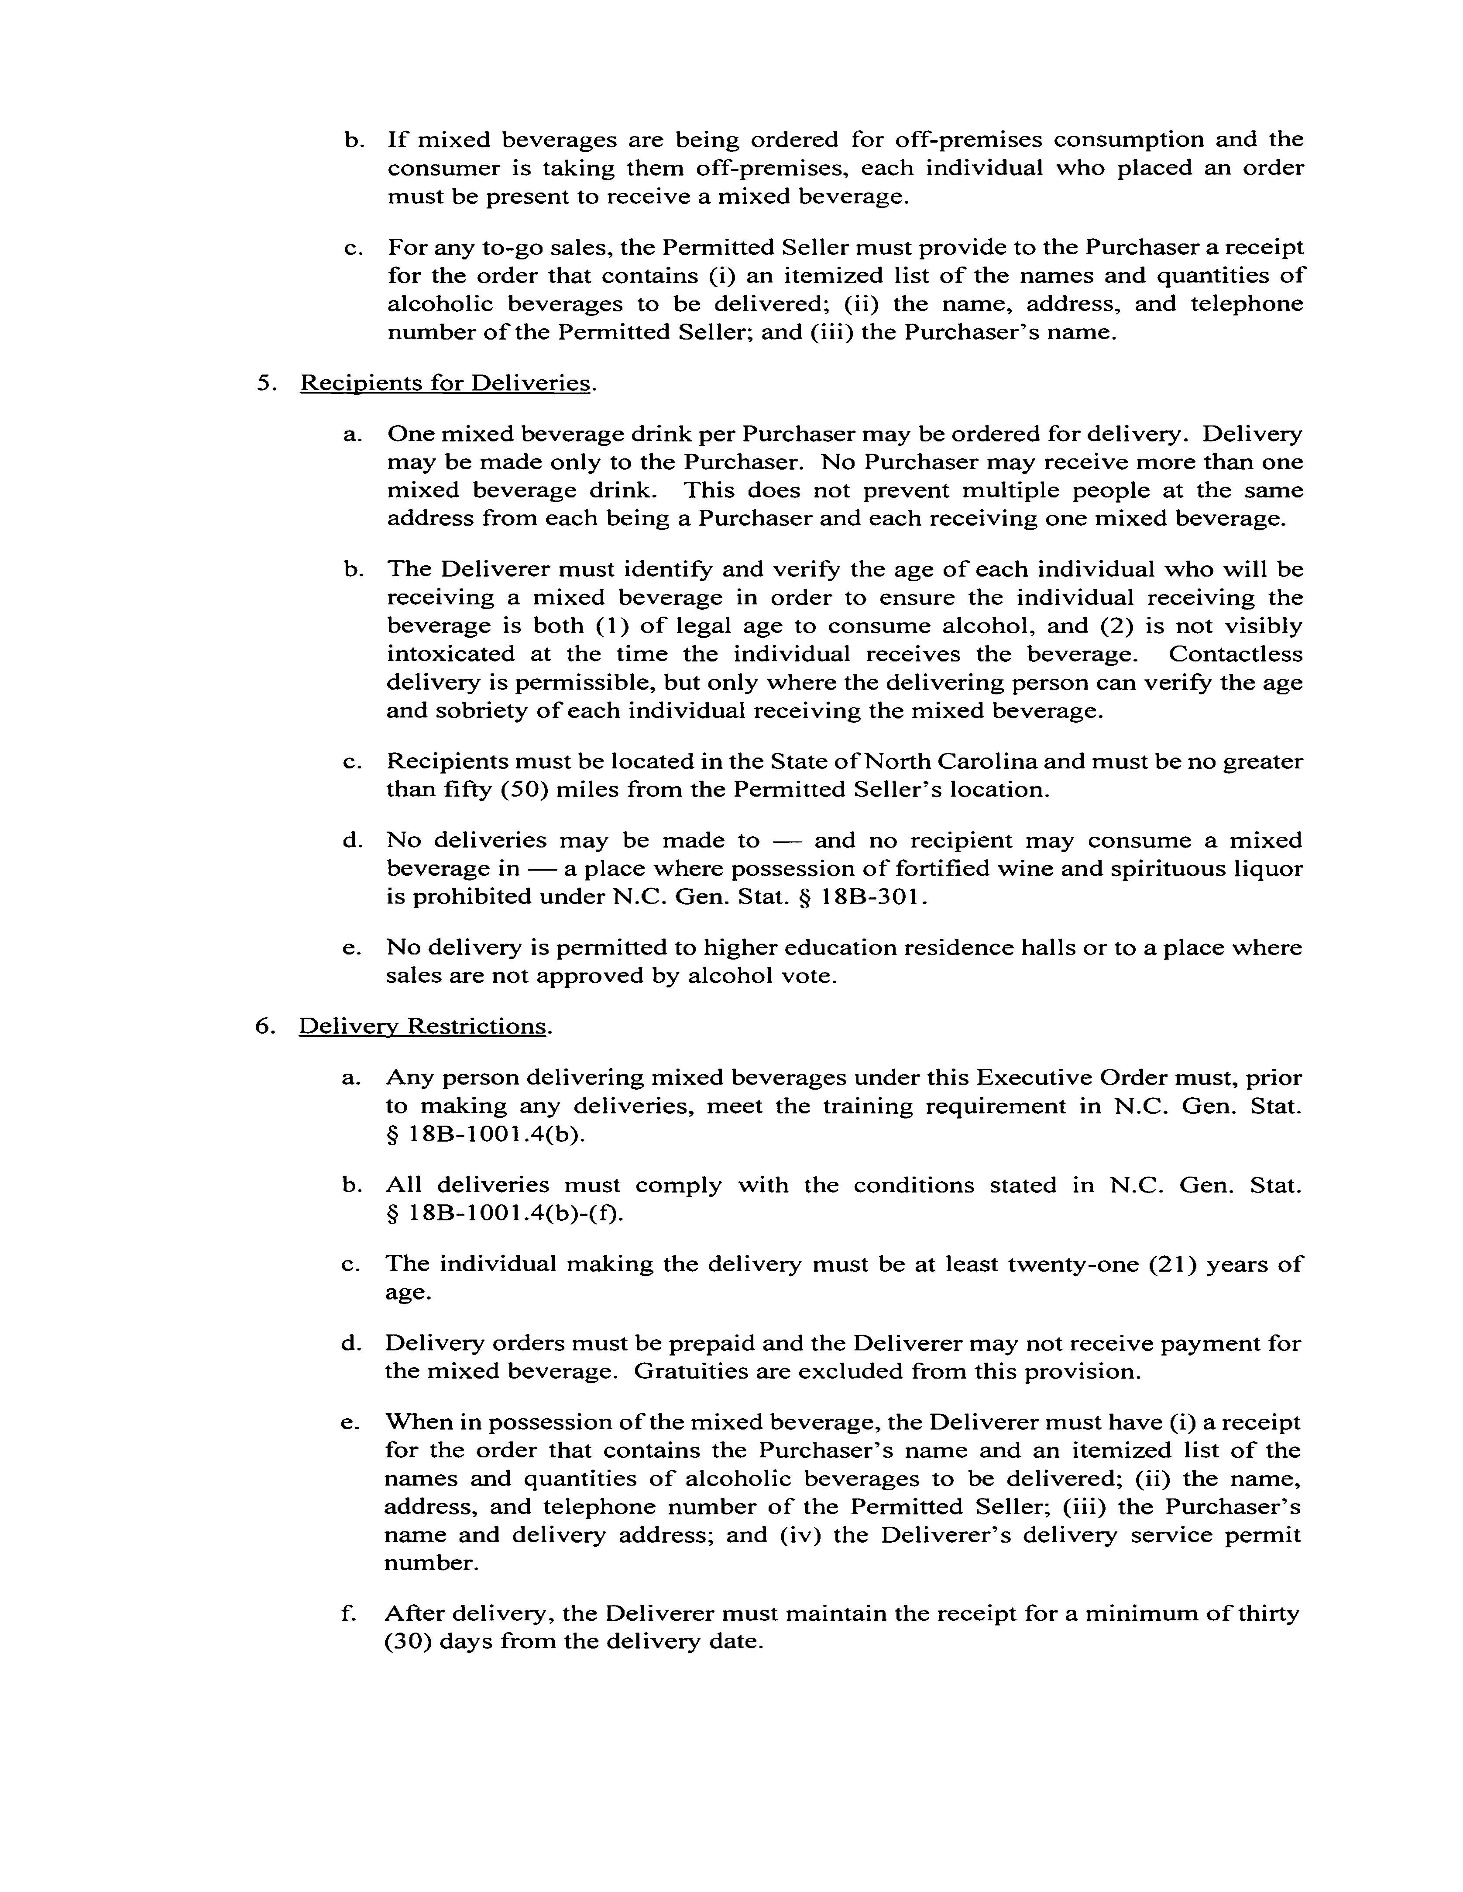 b. If mixed beverages are being ordered for off-premises consumption and the
consumer is taking them off-premises, each individual who placed an order
must be present to receive a mixed beverage.
c. For any to-go sales, the Permitted Seller must provide to the Purchaser a receipt
for the order that contains (i) an itemized list of the names and quantities of
alcoholic beverages to be delivered; (ii) the name, address, and telephone
number of the Permitted Seller; and (iii) the Purchaser's name.
5. Recipients for Deliveries.
a. One mixed beverage drink per Purchaser may be ordered for delivery. Delivery
may be made only to the Purchaser. No Purchaser may receive more than one
mixed beverage drink. This does not prevent multiple people at the same
address from each being a Purchaser and each receiving one mixed beverage.
b. The Deliverer must identify and verify the age of each individual who will be
receiving a mixed beverage in order to ensure the individual receiving the
beverage is both (1) of legal age to consume alcohol, and (2) is not visibly
intoxicated at the time the individual receives the beverage. Contactless
delivery is permissible, but only where the delivering person can verify the age
and sobriety of each individual receiving the mixed beverage.
c. Recipients must be located in the State of North Carolina and must be no greater
than fifty (50) miles from the Permitted Seller's location.
d. No deliveries may be made to — and no recipient may consume a mixed
beverage in — a place where possession of fortified wine and spirituous liquor
is prohibited under N.C. Gen. Stat. § 18B-301.
e. No delivery is permitted to higher education residence halls or to a place where
sales are not approved by alcohol vote.
6. Delivery Restrictions.
a. Any person delivering mixed beverages under this Executive Order must, prior
to making any deliveries, meet the training requirement in N.C. Gen. Stat.
§ 18B-1001.4(b).
b. All deliveries must comply with the conditions stated in N.C. Gen. Stat.
§ 18B-1001.4(b)-(f).
c. The individual making the delivery must be at least twenty-one (21) years of
age.
d. Delivery orders must be prepaid and the Deliverer may not receive payment for
the mixed beverage. Gratuities are excluded from this provision.
e. When in possession of the mixed beverage, the Deliverer must have (i) a receipt
for the order that contains the Purchaser's name and an itemized list of the
names and quantities of alcoholic beverages to be delivered; (ii) the name,
address, and telephone number of the Permitted Seller; (iii) the Purchaser's
name and delivery address; and (iv) the Deliverer's delivery service permit
number.
f. After delivery, the Deliverer must maintain the receipt for a minimum of thirty
(30) days from the delivery date.